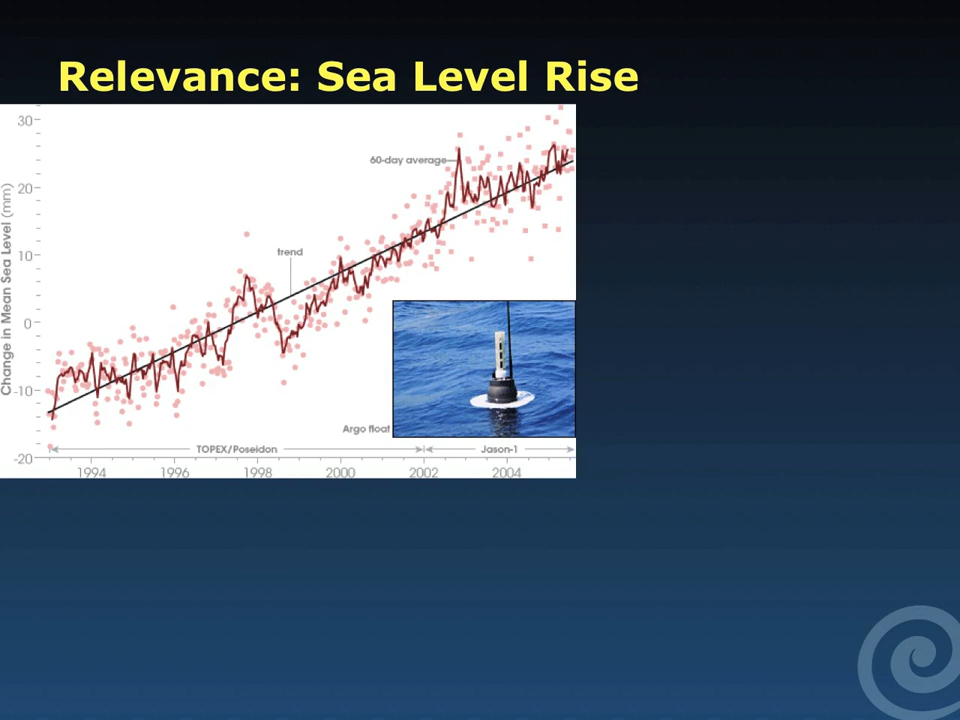 Relevance: Sea Level Rise
30
20
10
0
-10
-20
Change in Mean Sea Level (mm)
60-day average
trend
Argo float
TOPEX/Poseidon
Jason-1
1994
1996
1998
2000
2002
2004